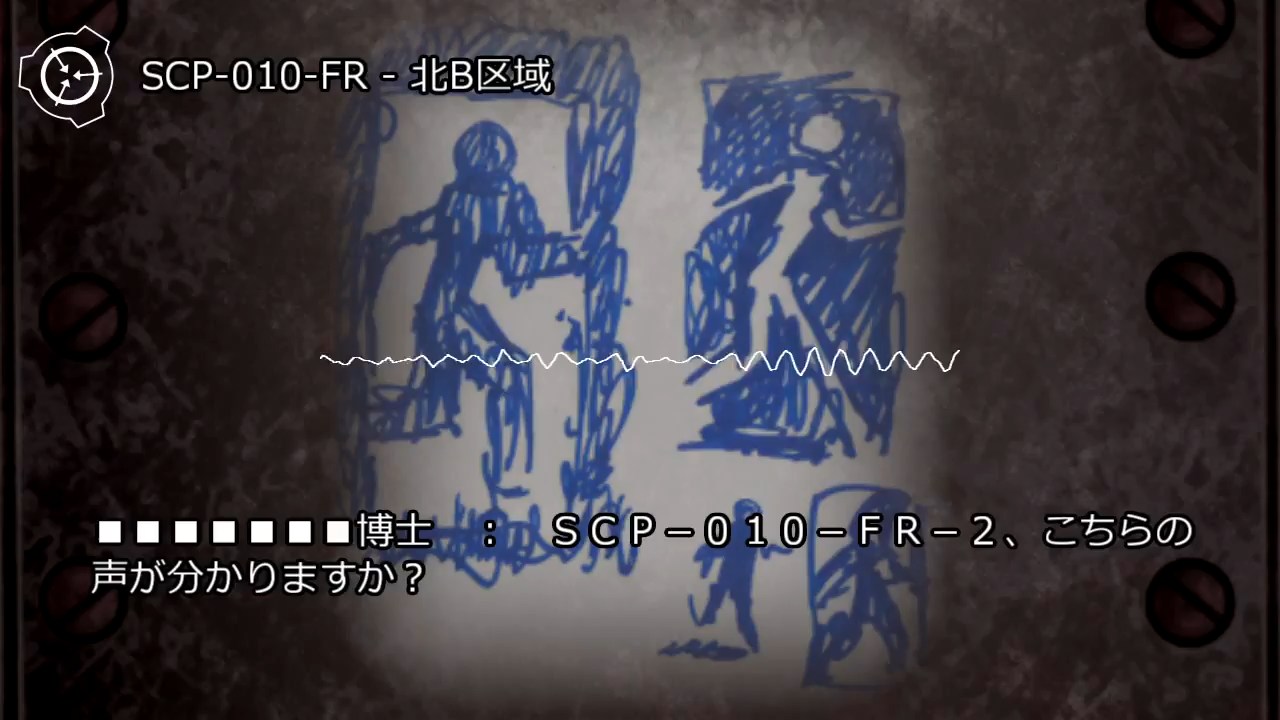 SCP-010-FR - 北B区域
■■■■■■■博士　：　ＳＣＰ－０１０－ＦＲ－２、こちらの
声が分かりますか？